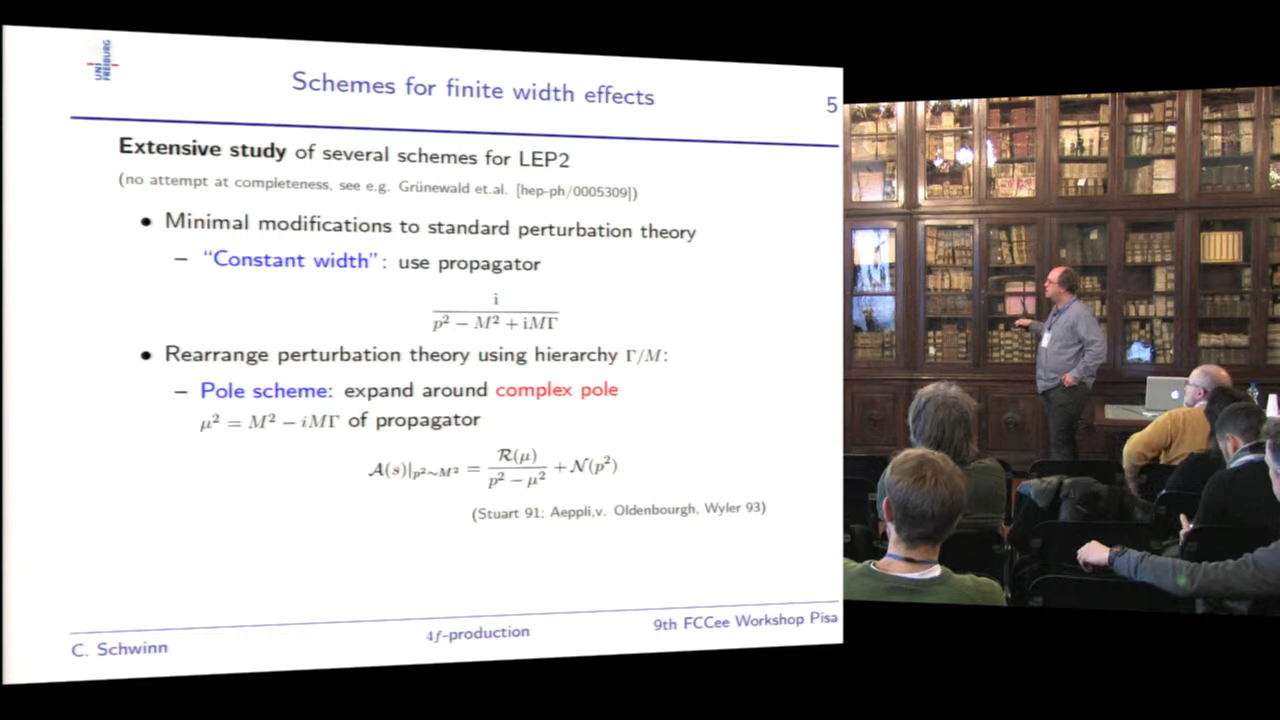 UNI
FREIBURG
Schemes for finite width effects
5
Extensive study of several schemes for LEP2
(no attempt at completeness, see e.g. Grünewald et.al. [hep-ph/0005309])
• Minimal modifications to standard perturbation theory
– “Constant width”: use propagator
i / (p² − M² + iMΓ)
• Rearrange perturbation theory using hierarchy Γ/M:
– Pole scheme: expand around complex pole
μ² = M² − iMΓ of propagator
A(s)|p²∼M² = R(μ) / (p² − μ²) + N(p²)
(Stuart 91; Aeppli,v. Oldenbourgh, Wyler 93)
C. Schwinn
4f-production
9th FCCee Workshop Pisa